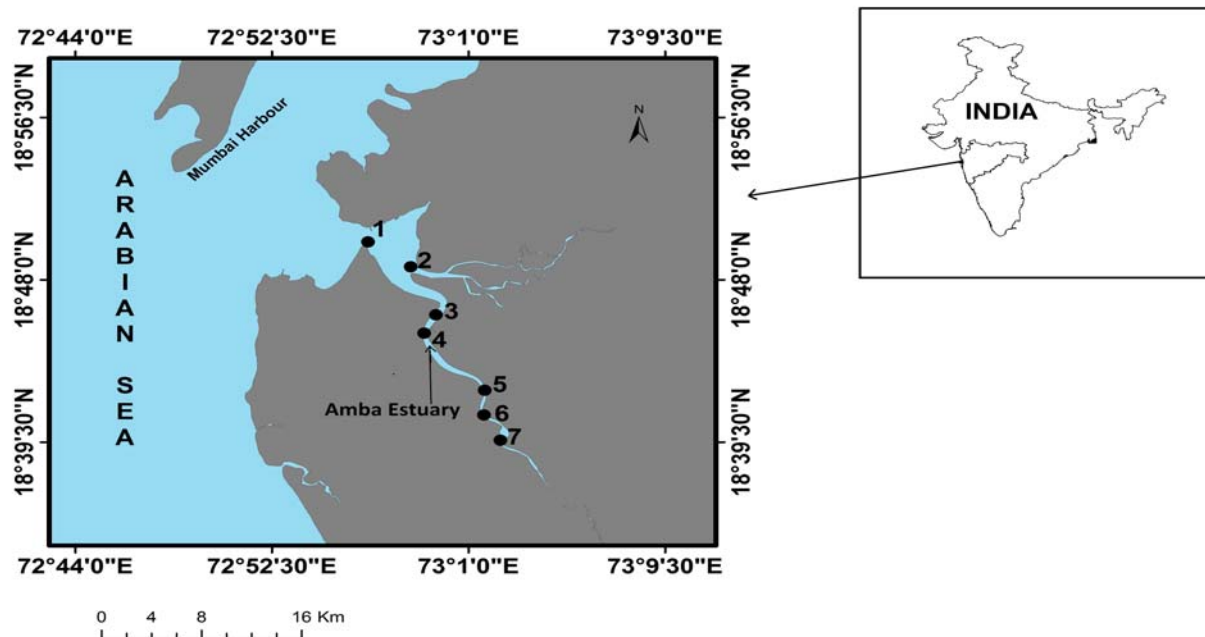 72°44'0"E 72°52'30"E 73°1'0"E 73°9'30"E
18°56'30"N
18°48'0"N
18°39'30"N
ARABIAN SEA
Mumbai Harbour
N
1
2
3
4
5
6
7
Amba Estuary
18°56'30"N
18°48'0"N
18°39'30"N
72°44'0"E 72°52'30"E 73°1'0"E 73°9'30"E
0 4 8 16 Km
INDIA